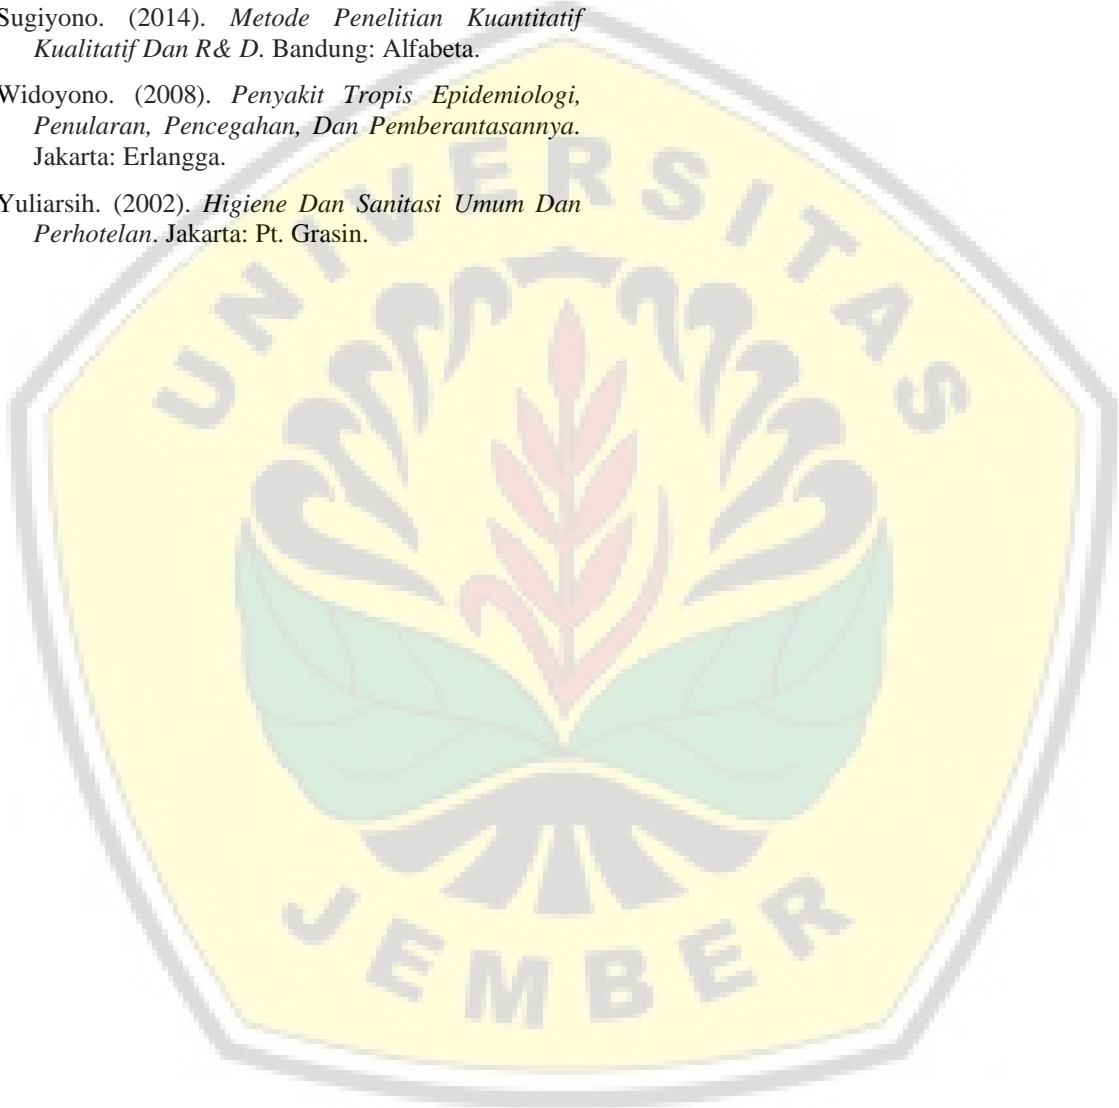 Sugiyono. (2014). Metode Penelitian Kuantitatif
Kualitatif Dan R& D. Bandung: Alfabeta.
Widoyono. (2008). Penyakit Tropis Epidemiologi,
Penularan, Pencegahan, Dan Pemberantasannya.
Jakarta: Erlangga.
Yuliarsih. (2002). Higiene Dan Sanitasi Umum Dan
Perhotelan. Jakarta: Pt. Grasin.
UNIVERSITAS
JEMBER